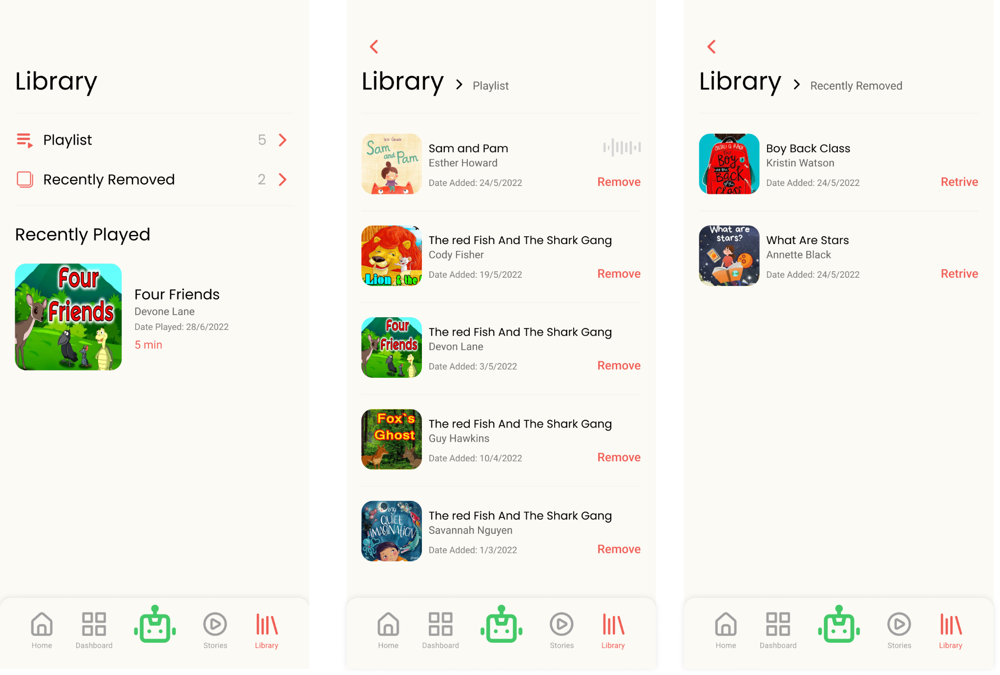 Library
Playlist 5
Recently Removed 2
Recently Played
Four
Friends
Four Friends
Devone Lane
Date Played: 28/6/2022
5 min
Home Dashboard Stories Library
Library Playlist
Sam
and Pam
Sam and Pam
Esther Howard
Date Added: 24/5/2022 Remove
Lion & the
The red Fish And The Shark Gang
Cody Fisher
Date Added: 19/5/2022 Remove
Four
Friends
The red Fish And The Shark Gang
Devon Lane
Date Added: 3/5/2022 Remove
Fox`s
Ghost
The red Fish And The Shark Gang
Guy Hawkins
Date Added: 10/4/2022 Remove
my
QUIET
IMAGINATION
The red Fish And The Shark Gang
Savannah Nguyen
Date Added: 1/3/2022 Remove
Home Dashboard Stories Library
Library Recently Removed
The
Boy
at the
Back
of the
Class
Boy Back Class
Kristin Watson
Date Added: 24/5/2022 Retrive
What are
stars?
What Are Stars
Annette Black
Date Added: 24/5/2022 Retrive
Home Dashboard Stories Library